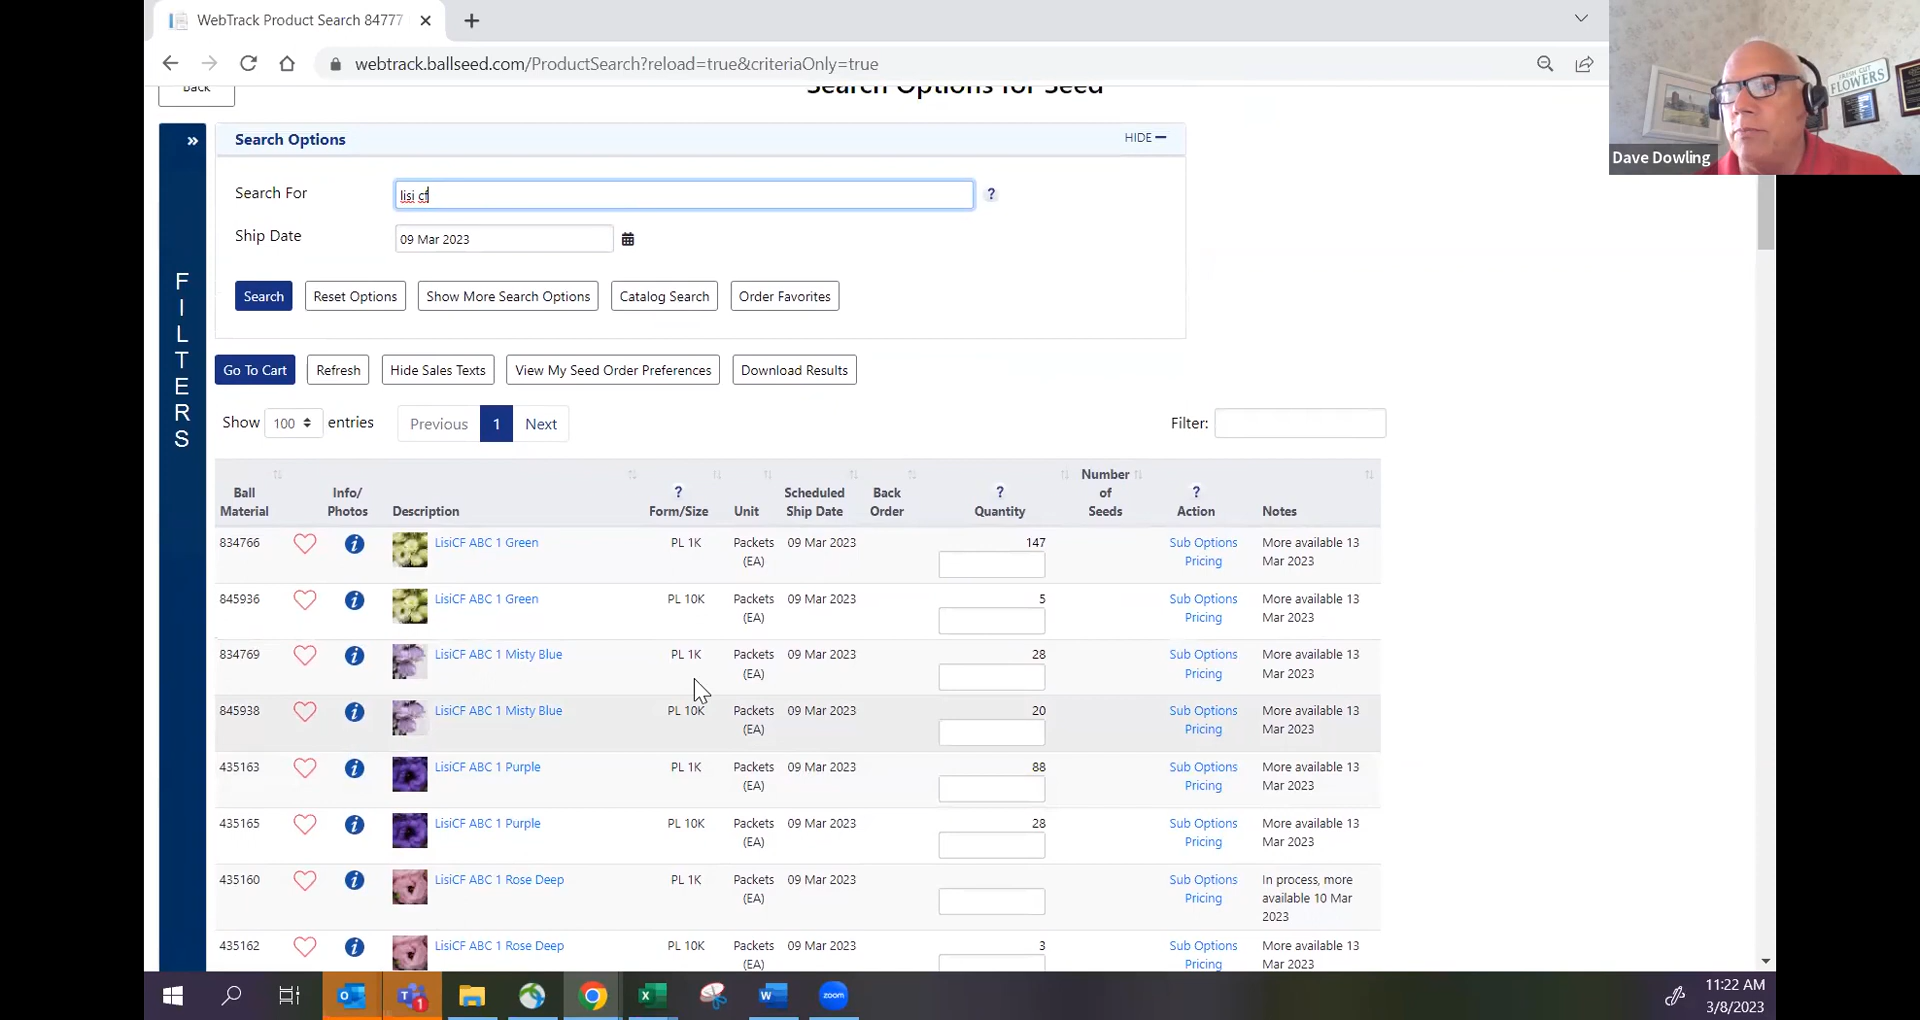 WebTrack Product Search 84777
webtrack.ballseed.com/ProductSearch?reload=true&criteriaOnly=true
Back
Search Options for Seed
Search Options
HIDE
Search For
lisi cf
?
Ship Date
09 Mar 2023
Search
Reset Options
Show More Search Options
Catalog Search
Order Favorites
FILTERS
Go To Cart
Refresh
Hide Sales Texts
View My Seed Order Preferences
Download Results
Show 100 entries
Previous 1 Next
Filter:
Ball Material Info/Photos Description ? Form/Size Unit Scheduled Ship Date Back Order ? Quantity Number of Seeds ? Action Notes
834766 LisiCF ABC 1 Green PL 1K Packets (EA) 09 Mar 2023 147 Sub Options Pricing More available 13 Mar 2023
845936 LisiCF ABC 1 Green PL 10K Packets (EA) 09 Mar 2023 5 Sub Options Pricing More available 13 Mar 2023
834769 LisiCF ABC 1 Misty Blue PL 1K Packets (EA) 09 Mar 2023 28 Sub Options Pricing More available 13 Mar 2023
845938 LisiCF ABC 1 Misty Blue PL 10K Packets (EA) 09 Mar 2023 20 Sub Options Pricing More available 13 Mar 2023
435163 LisiCF ABC 1 Purple PL 1K Packets (EA) 09 Mar 2023 88 Sub Options Pricing More available 13 Mar 2023
435165 LisiCF ABC 1 Purple PL 10K Packets (EA) 09 Mar 2023 28 Sub Options Pricing More available 13 Mar 2023
435160 LisiCF ABC 1 Rose Deep PL 1K Packets (EA) 09 Mar 2023 Sub Options Pricing In process, more available 10 Mar 2023
435162 LisiCF ABC 1 Rose Deep PL 10K Packets (EA) 09 Mar 2023 3 Sub Options Pricing More available 13 Mar 2023
Dave Dowling
FLOWERS
zoom
11:22 AM
3/8/2023